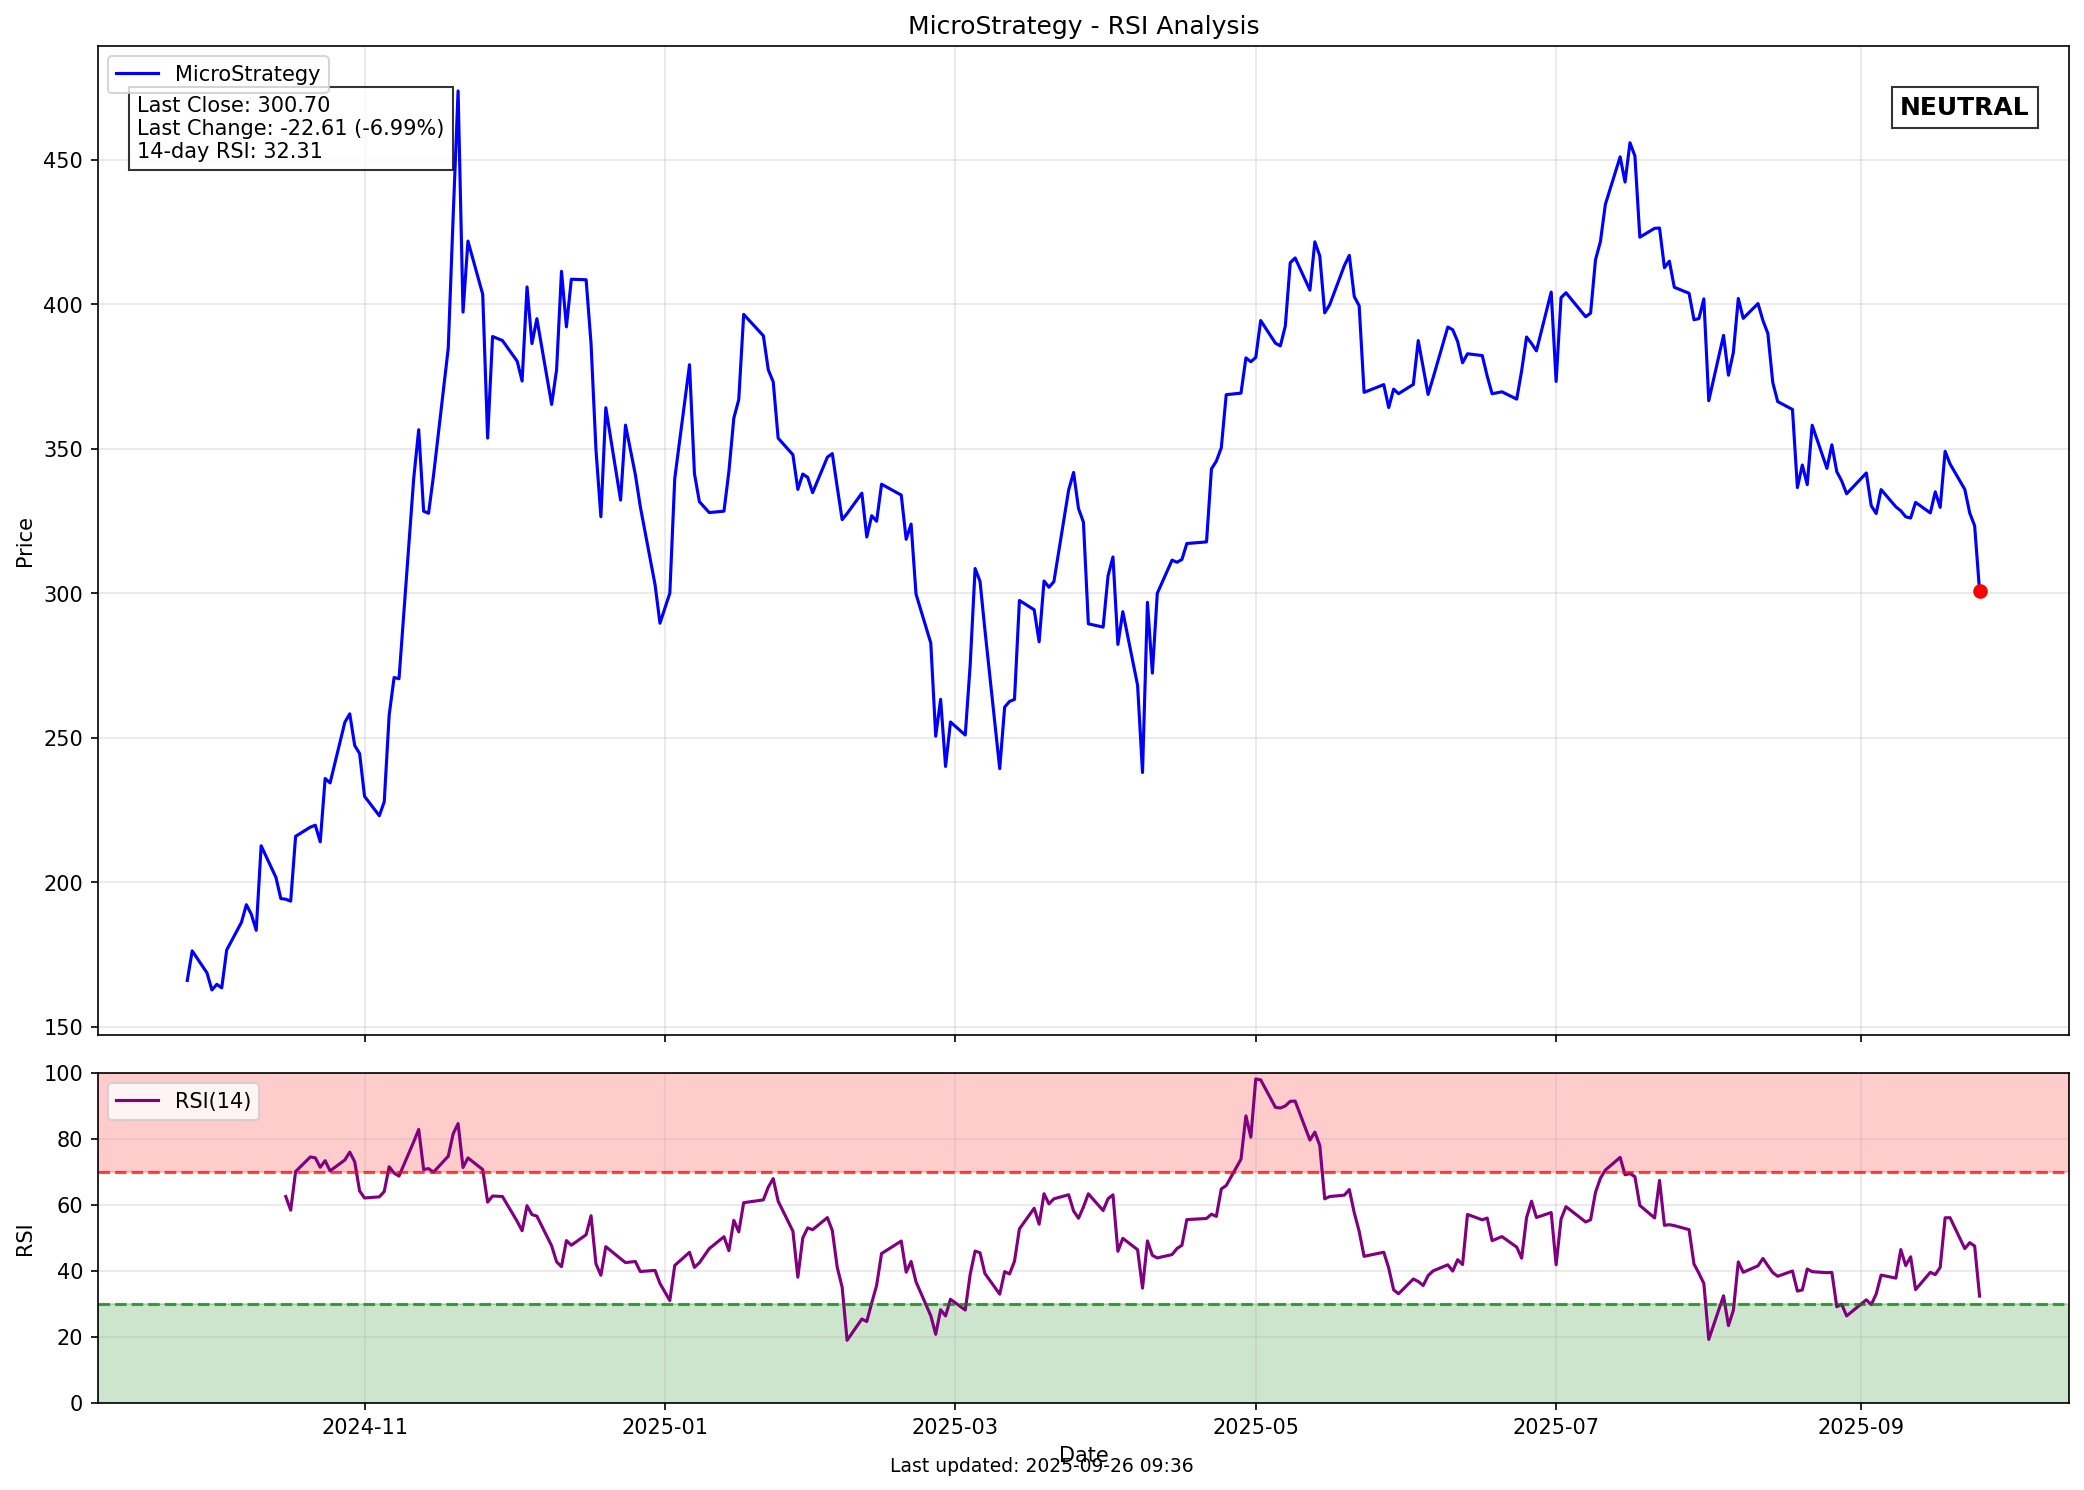 MicroStrategy - RSI Analysis
MicroStrategy
Last Close: 300.70
Last Change: -22.61 (-6.99%)
14-day RSI: 32.31
NEUTRAL
Price
450
400
350
300
250
200
150
RSI
RSI(14)
100
80
60
40
20
0
2024-11
2025-01
2025-03
2025-05
2025-07
2025-09
Date
Last updated: 2025-09-26 09:36